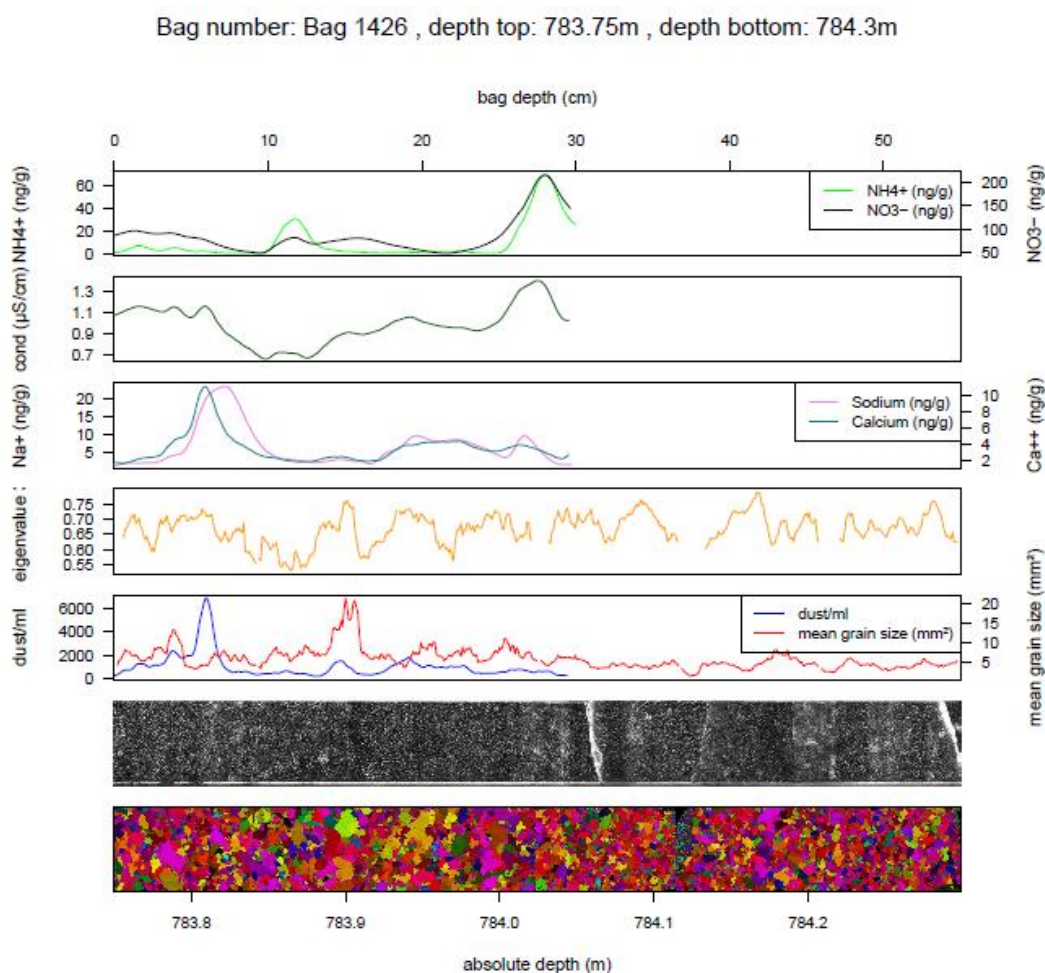 Bag number: Bag 1426 , depth top: 783.75m , depth bottom: 784.3m
bag depth (cm)
0 10 20 30 40 50
NH4+ (ng/g)
60
40
20
0
NH4+ (ng/g)
NO3− (ng/g)
200
150
100
50
NO3− (ng/g)
cond (µS/cm)
1.3
1.1
0.9
0.7
Na+ (ng/g)
20
15
10
5
Sodium (ng/g)
Calcium (ng/g)
10
8
6
4
2
Ca++ (ng/g)
eigenvalue :
0.75
0.70
0.65
0.60
0.55
dust/ml
6000
4000
2000
0
dust/ml
mean grain size (mm²)
20
15
10
5
mean grain size (mm²)
783.8 783.9 784.0 784.1 784.2
absolute depth (m)